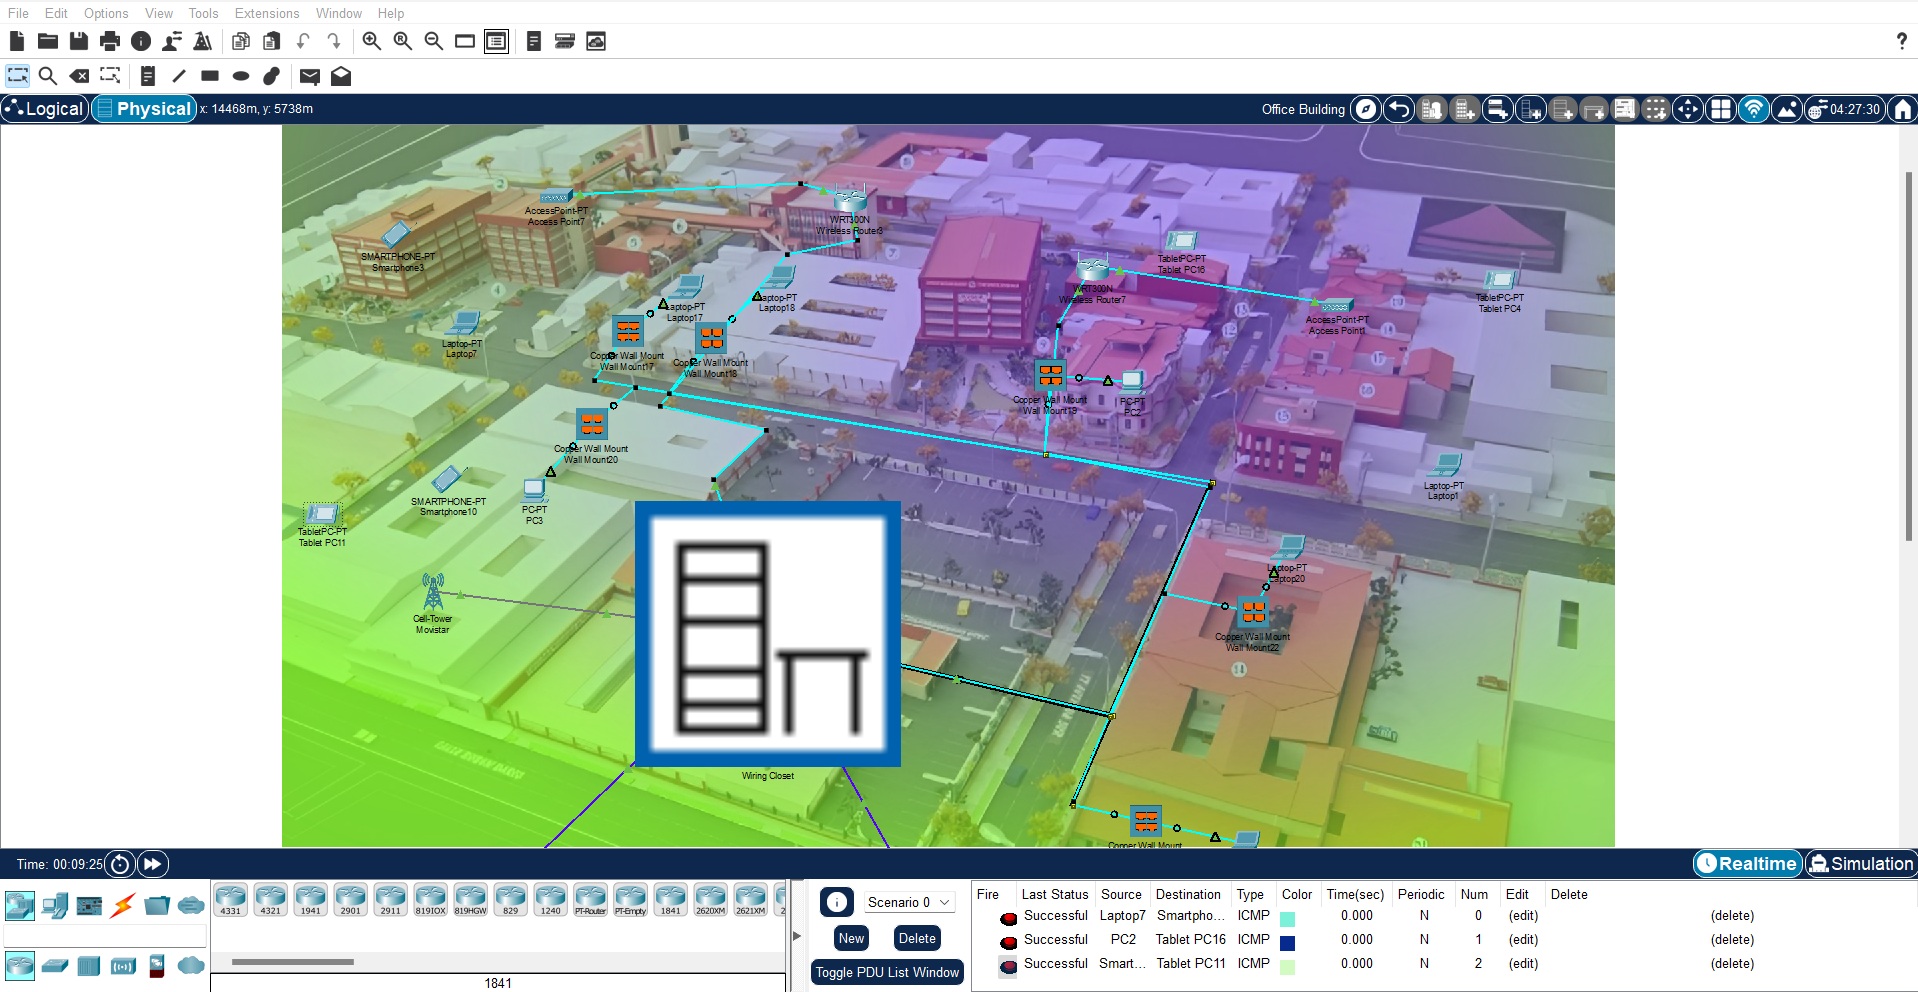 File Edit Options View Tools Extensions Window Help
?
Logical Physical x: 14468m, y: 5738m Office Building 04:27:30
AccessPoint-PT
Access Point7
WRT300N
Wireless Router3
SMARTPHONE-PT
Smartphone3
TabletPC-PT
Tablet PC16
WRT300N
Wireless Router7
TabletPC-PT
Tablet PC4
AccessPoint-PT
Access Point1
Laptop-PT
Laptop17
Laptop-PT
Laptop18
Laptop-PT
Laptop7
Copper Wall Mount
Wall Mount17
Copper Wall Mount
Wall Mount18
Copper Wall Mount
Wall Mount19
PC-PT
PC2
Copper Wall Mount
Wall Mount20
SMARTPHONE-PT
Smartphone10
PC-PT
PC3
TabletPC-PT
Tablet PC11
Laptop-PT
Laptop1
Laptop-PT
Laptop20
Cell-Tower
Movistar
Copper Wall Mount
Wall Mount22
14
Wiring Closet
Copper Wall Mount
Time: 00:09:25 Realtime Simulation
4331 4321 1941 2901 2911 819IOX 819HGW 829 1240 PT-Router PT-Empty 1841 2620XM 2621XM
1841
Scenario 0
New Delete
Toggle PDU List Window
Fire Last Status Source Destination Type Color Time(sec) Periodic Num Edit Delete
Successful Laptop7 Smartpho... ICMP 0.000 N 0 (edit) (delete)
Successful PC2 Tablet PC16 ICMP 0.000 N 1 (edit) (delete)
Successful Smart... Tablet PC11 ICMP 0.000 N 2 (edit) (delete)